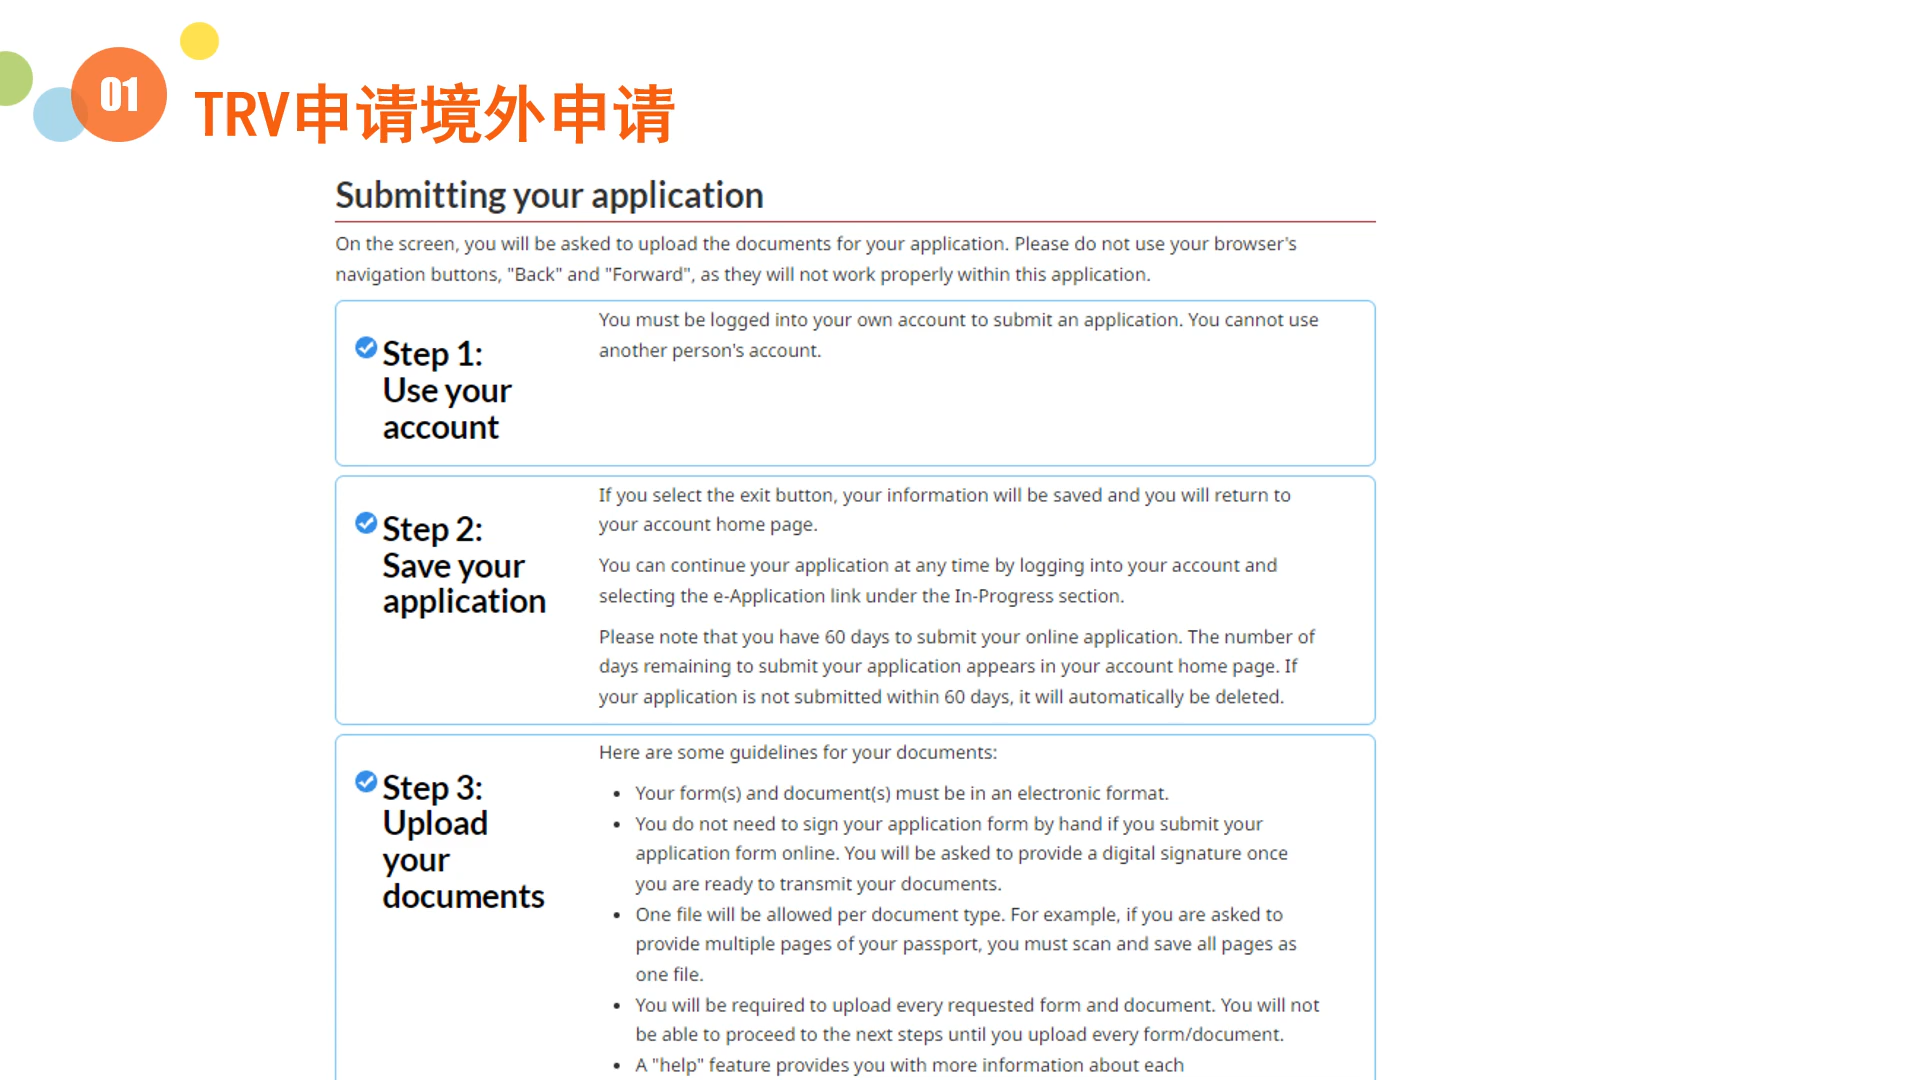 01
TRV申请境外申请
Submitting your application
On the screen, you will be asked to upload the documents for your application. Please do not use your browser's
navigation buttons, "Back" and "Forward", as they will not work properly within this application.
Step 1:
Use your
account
You must be logged into your own account to submit an application. You cannot use
another person's account.
Step 2:
Save your
application
If you select the exit button, your information will be saved and you will return to
your account home page.
You can continue your application at any time by logging into your account and
selecting the e-Application link under the In-Progress section.
Please note that you have 60 days to submit your online application. The number of
days remaining to submit your application appears in your account home page. If
your application is not submitted within 60 days, it will automatically be deleted.
Step 3:
Upload
your
documents
Here are some guidelines for your documents:
• Your form(s) and document(s) must be in an electronic format.
• You do not need to sign your application form by hand if you submit your
application form online. You will be asked to provide a digital signature once
you are ready to transmit your documents.
• One file will be allowed per document type. For example, if you are asked to
provide multiple pages of your passport, you must scan and save all pages as
one file.
• You will be required to upload every requested form and document. You will not
be able to proceed to the next steps until you upload every form/document.
• A "help" feature provides you with more information about each